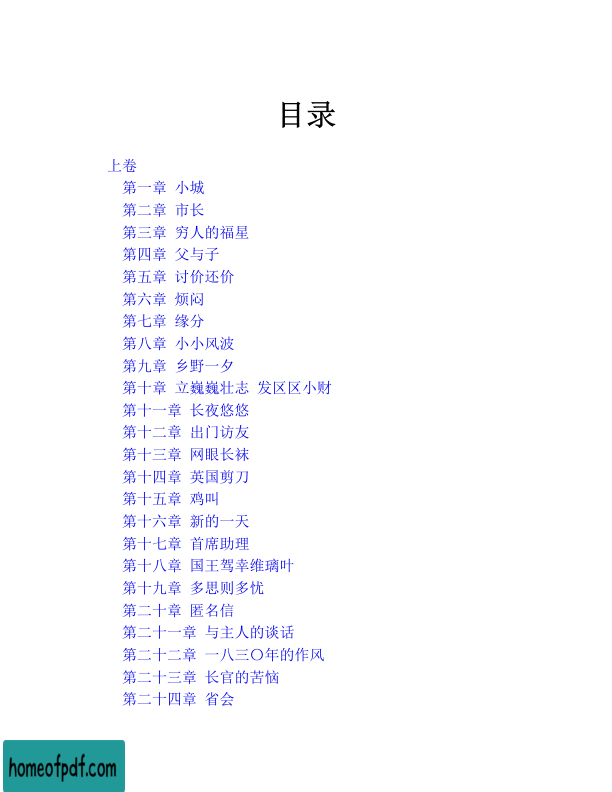 目录
上卷
第一章 小城
第二章 市长
第三章 穷人的福星
第四章 父与子
第五章 讨价还价
第六章 烦闷
第七章 缘分
第八章 小小风波
第九章 乡野一夕
第十章 立巍巍壮志 发区区小财
第十一章 长夜悠悠
第十二章 出门访友
第十三章 网眼长袜
第十四章 英国剪刀
第十五章 鸡叫
第十六章 新的一天
第十七章 首席助理
第十八章 国王驾幸维璃叶
第十九章 多思则多忧
第二十章 匿名信
第二十一章 与主人的谈话
第二十二章 一八三〇年的作风
第二十三章 长官的苦恼
第二十四章 省会
homeofpdf.com